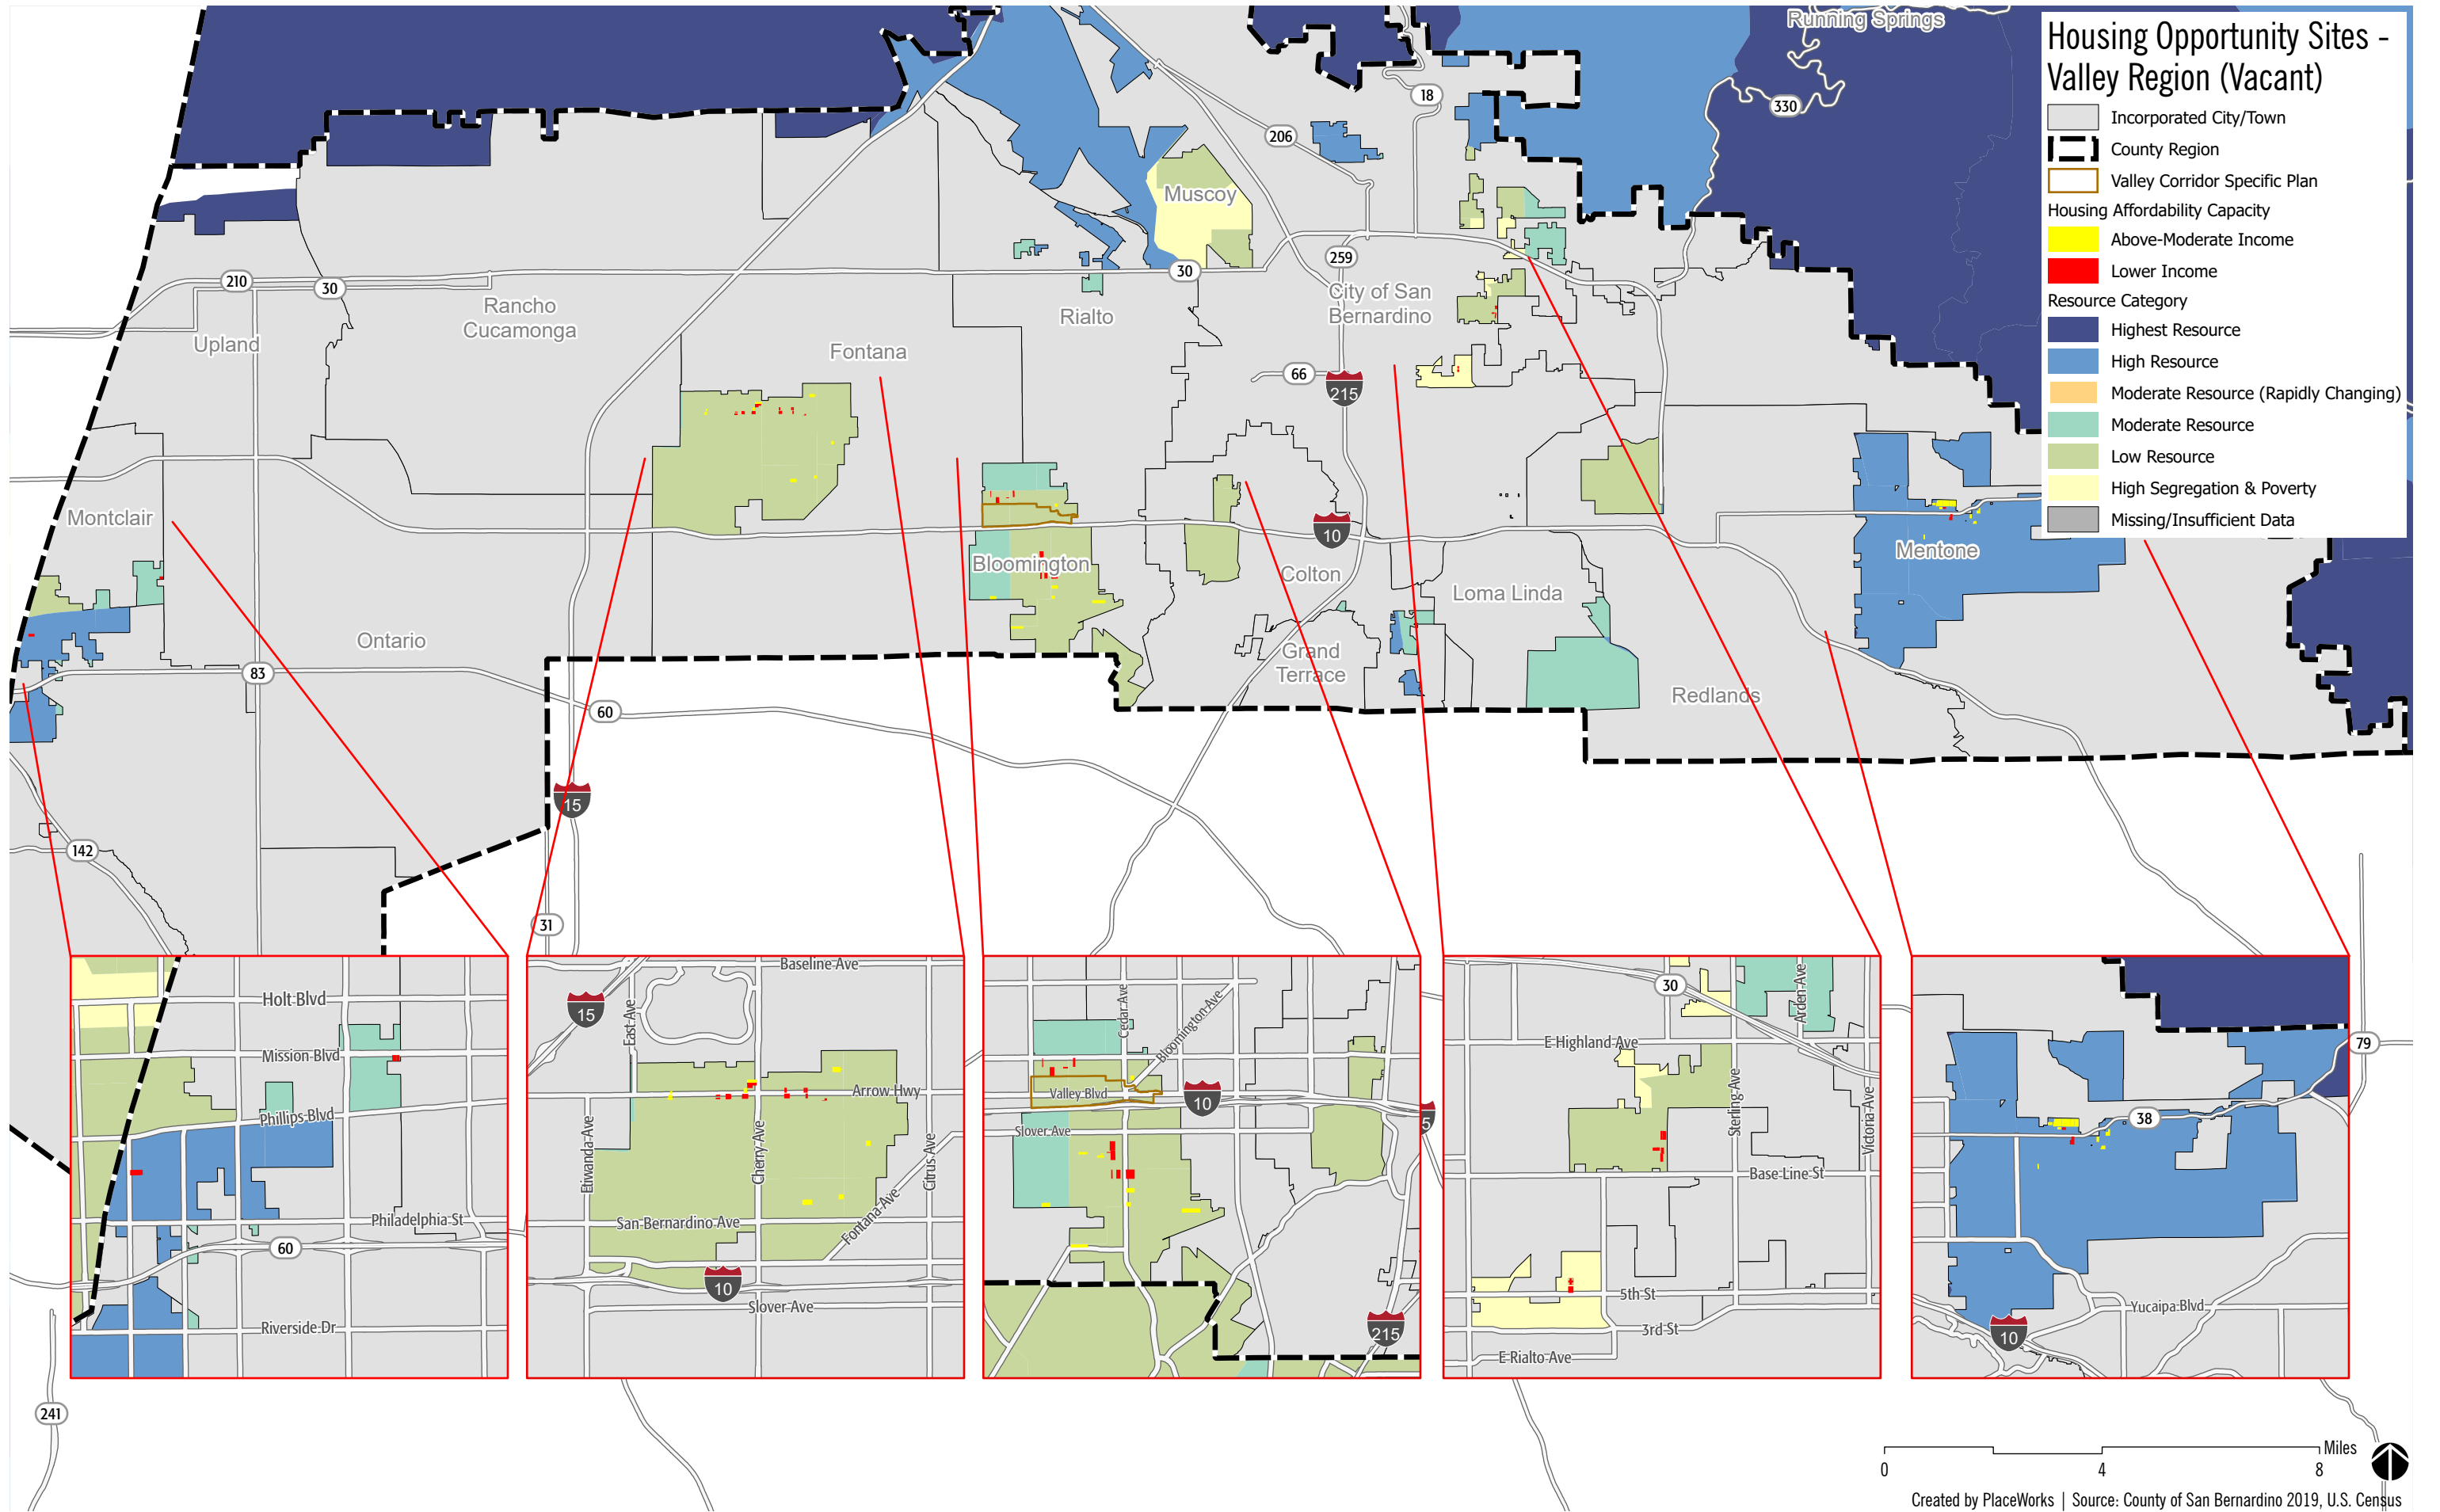 Running Springs
Housing Opportunity Sites -
Valley Region (Vacant)
Incorporated City/Town
County Region
Valley Corridor Specific Plan
Housing Affordability Capacity
Above-Moderate Income
Lower Income
Resource Category
Highest Resource
High Resource
Moderate Resource (Rapidly Changing)
Moderate Resource
Low Resource
High Segregation & Poverty
Missing/Insufficient Data
18
330
206
Muscoy
259
30
210
30
Rancho
Cucamonga
Upland
Fontana
Rialto
City of San
Bernardino
66
215
Montclair
10
Mentone
Bloomington
Colton
Loma Linda
Ontario
Grand
Terrace
Redlands
83
60
15
142
31
Holt Blvd
Mission Blvd
Phillips Blvd
Philadelphia St
60
Riverside Dr
Baseline Ave
15
East Ave
Arrow Hwy
Etiwanda Ave
Cherry Ave
Citrus Ave
San Bernardino Ave
Fontana Ave
10
Slover Ave
Cedar Ave
Bloomington Ave
Valley Blvd
10
Slover Ave
5
215
30
Arden Ave
E Highland Ave
Sterling Ave
Victoria Ave
Base Line St
5th St
3rd St
E Rialto Ave
38
Yucaipa Blvd
10
79
241
Miles
0
4
8
Created by PlaceWorks | Source: County of San Bernardino 2019, U.S. Census